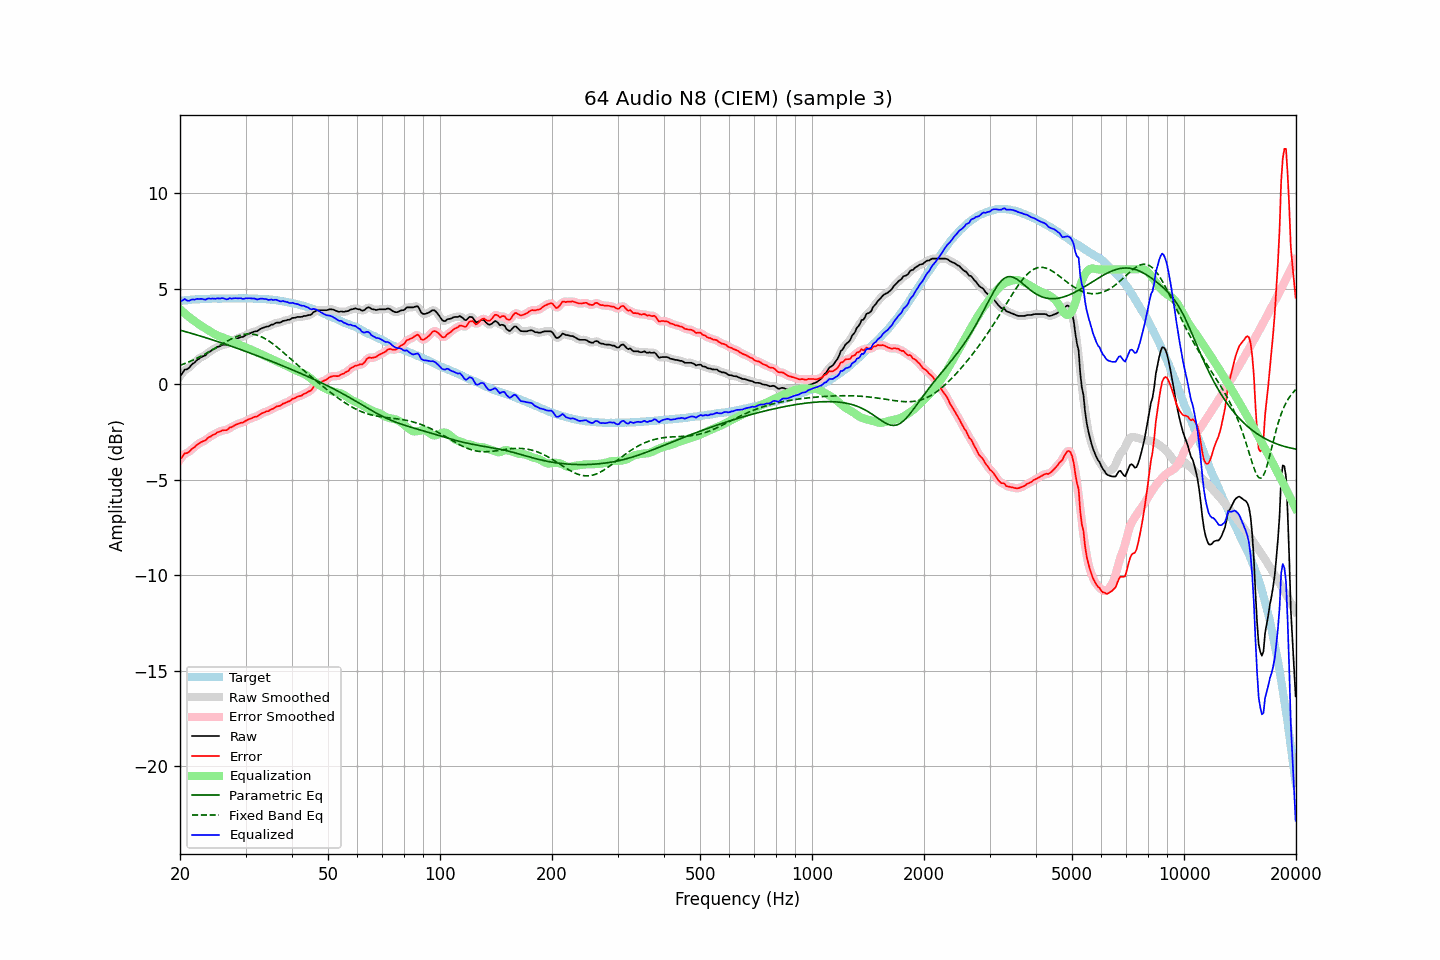 64 Audio N8 (CIEM) (sample 3)
Amplitude (dBr)
10
5
0
−5
−10
−15
−20
Target
Raw Smoothed
Error Smoothed
Raw
Error
Equalization
Parametric Eq
Fixed Band Eq
Equalized
20 50 100 200 500 1000 2000 5000 10000 20000
Frequency (Hz)